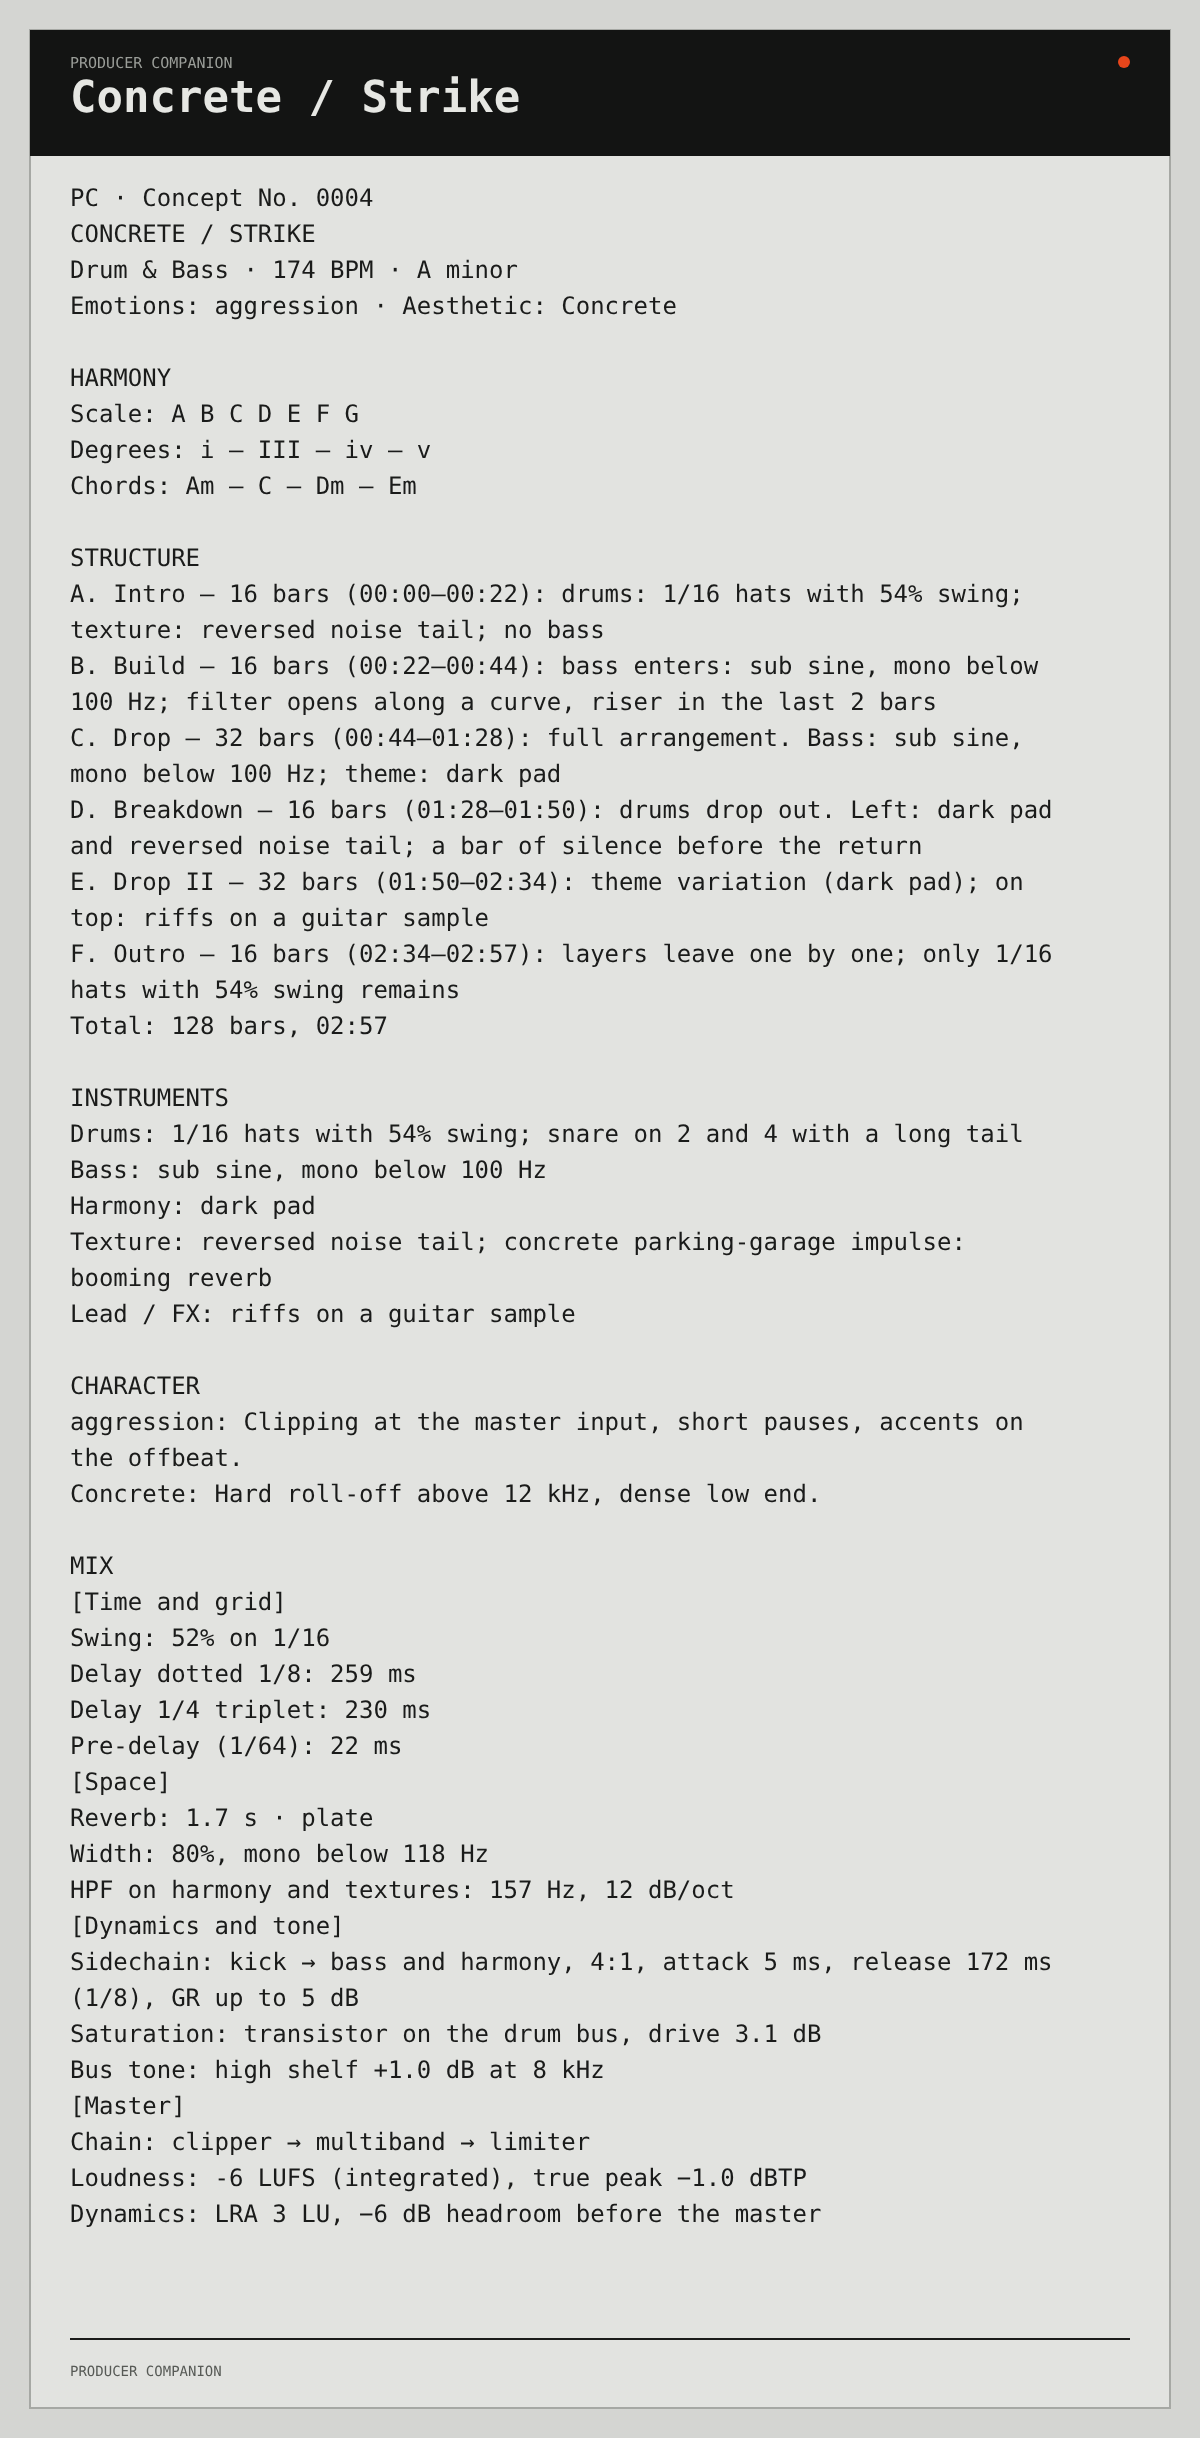 PRODUCER COMPANION
Concrete / Strike
PC · Concept No. 0004
CONCRETE / STRIKE
Drum & Bass · 174 BPM · A minor
Emotions: aggression · Aesthetic: Concrete
HARMONY
Scale: A B C D E F G
Degrees: i — III — iv — v
Chords: Am — C — Dm — Em
STRUCTURE
A. Intro — 16 bars (00:00—00:22): drums: 1/16 hats with 54% swing;
texture: reversed noise tail; no bass
B. Build — 16 bars (00:22—00:44): bass enters: sub sine, mono below
100 Hz; filter opens along a curve, riser in the last 2 bars
C. Drop — 32 bars (00:44—01:28): full arrangement. Bass: sub sine,
mono below 100 Hz; theme: dark pad
D. Breakdown — 16 bars (01:28—01:50): drums drop out. Left: dark pad
and reversed noise tail; a bar of silence before the return
E. Drop II — 32 bars (01:50—02:34): theme variation (dark pad); on
top: riffs on a guitar sample
F. Outro — 16 bars (02:34—02:57): layers leave one by one; only 1/16
hats with 54% swing remains
Total: 128 bars, 02:57
INSTRUMENTS
Drums: 1/16 hats with 54% swing; snare on 2 and 4 with a long tail
Bass: sub sine, mono below 100 Hz
Harmony: dark pad
Texture: reversed noise tail; concrete parking-garage impulse:
booming reverb
Lead / FX: riffs on a guitar sample
CHARACTER
aggression: Clipping at the master input, short pauses, accents on
the offbeat.
Concrete: Hard roll-off above 12 kHz, dense low end.
MIX
[Time and grid]
Swing: 52% on 1/16
Delay dotted 1/8: 259 ms
Delay 1/4 triplet: 230 ms
Pre-delay (1/64): 22 ms
[Space]
Reverb: 1.7 s · plate
Width: 80%, mono below 118 Hz
HPF on harmony and textures: 157 Hz, 12 dB/oct
[Dynamics and tone]
Sidechain: kick → bass and harmony, 4:1, attack 5 ms, release 172 ms
(1/8), GR up to 5 dB
Saturation: transistor on the drum bus, drive 3.1 dB
Bus tone: high shelf +1.0 dB at 8 kHz
[Master]
Chain: clipper → multiband → limiter
Loudness: -6 LUFS (integrated), true peak −1.0 dBTP
Dynamics: LRA 3 LU, −6 dB headroom before the master
PRODUCER COMPANION